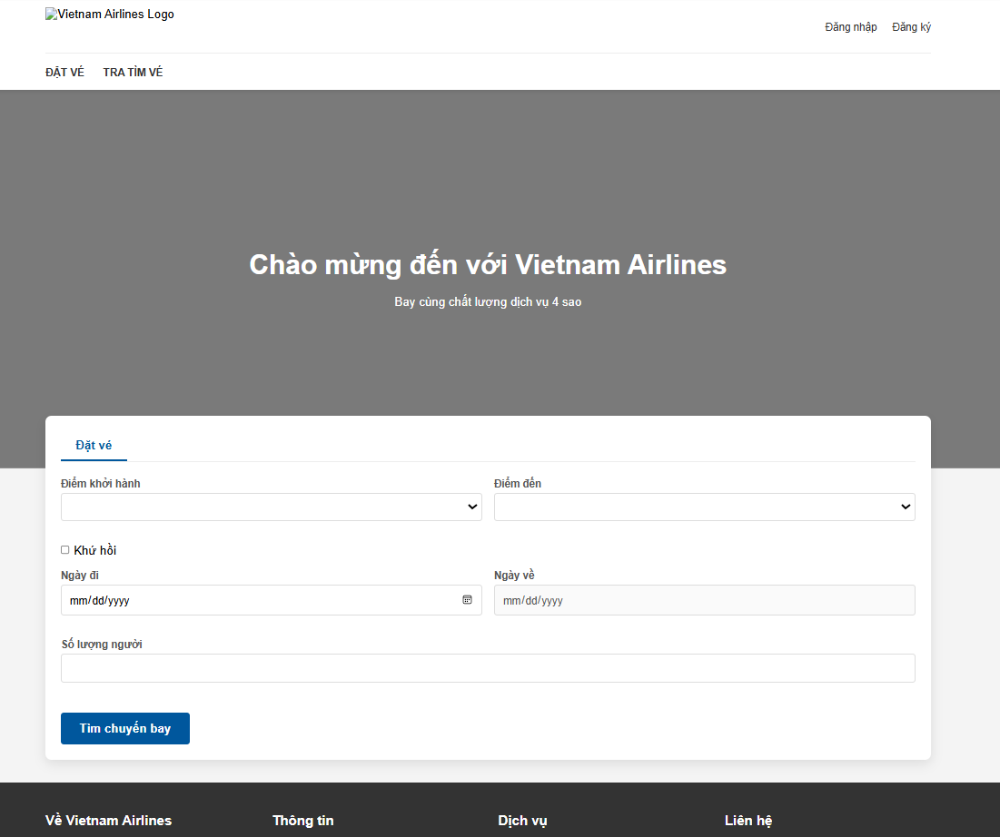 Vietnam Airlines Logo
Đăng nhập Đăng ký
ĐẶT VÉ TRA TÌM VÉ
Chào mừng đến với Vietnam Airlines
Bay cùng chất lượng dịch vụ 4 sao
Đặt vé
Điểm khởi hành Điểm đến
Khứ hồi
Ngày đi Ngày về
mm/dd/yyyy mm/dd/yyyy
Số lượng người
Tìm chuyến bay
Về Vietnam Airlines Thông tin Dịch vụ Liên hệ